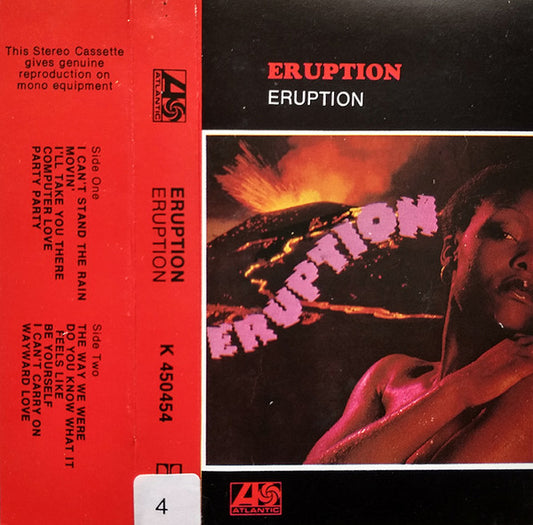 This Stereo Cassette
gives genuine
reproduction on
mono equipment
Side One
I CAN'T STAND THE RAIN
MOVIN'
I'LL TAKE YOU THERE
COMPUTER LOVE
PARTY PARTY
Side Two
THE WAY WE WERE
DO YOU KNOW WHAT IT
FEELS LIKE
BE YOURSELF
I CAN'T CARRY ON
WAYWARD LOVE
ATLANTIC
ERUPTION
ERUPTION
K 450454
4
ERUPTION
ERUPTION
ERUPTION
ATLANTIC